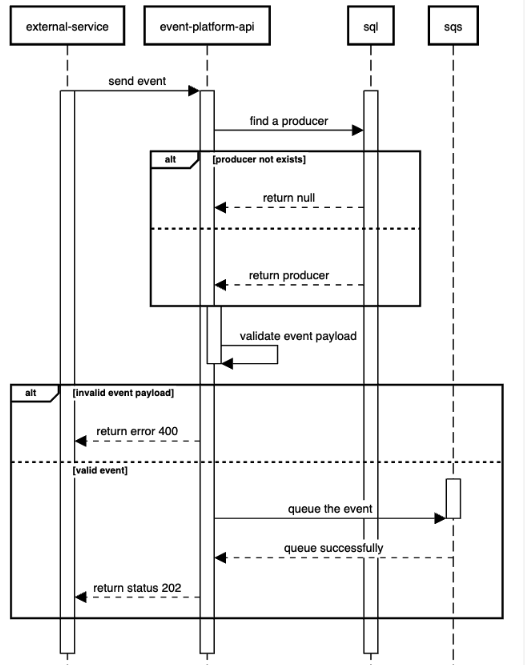 external-service
event-platform-api
sql
sqs
send event
find a producer
alt
[producer not exists]
return null
return producer
validate event payload
alt
[invalid event payload]
return error 400
[valid event]
queue the event
queue successfully
return status 202